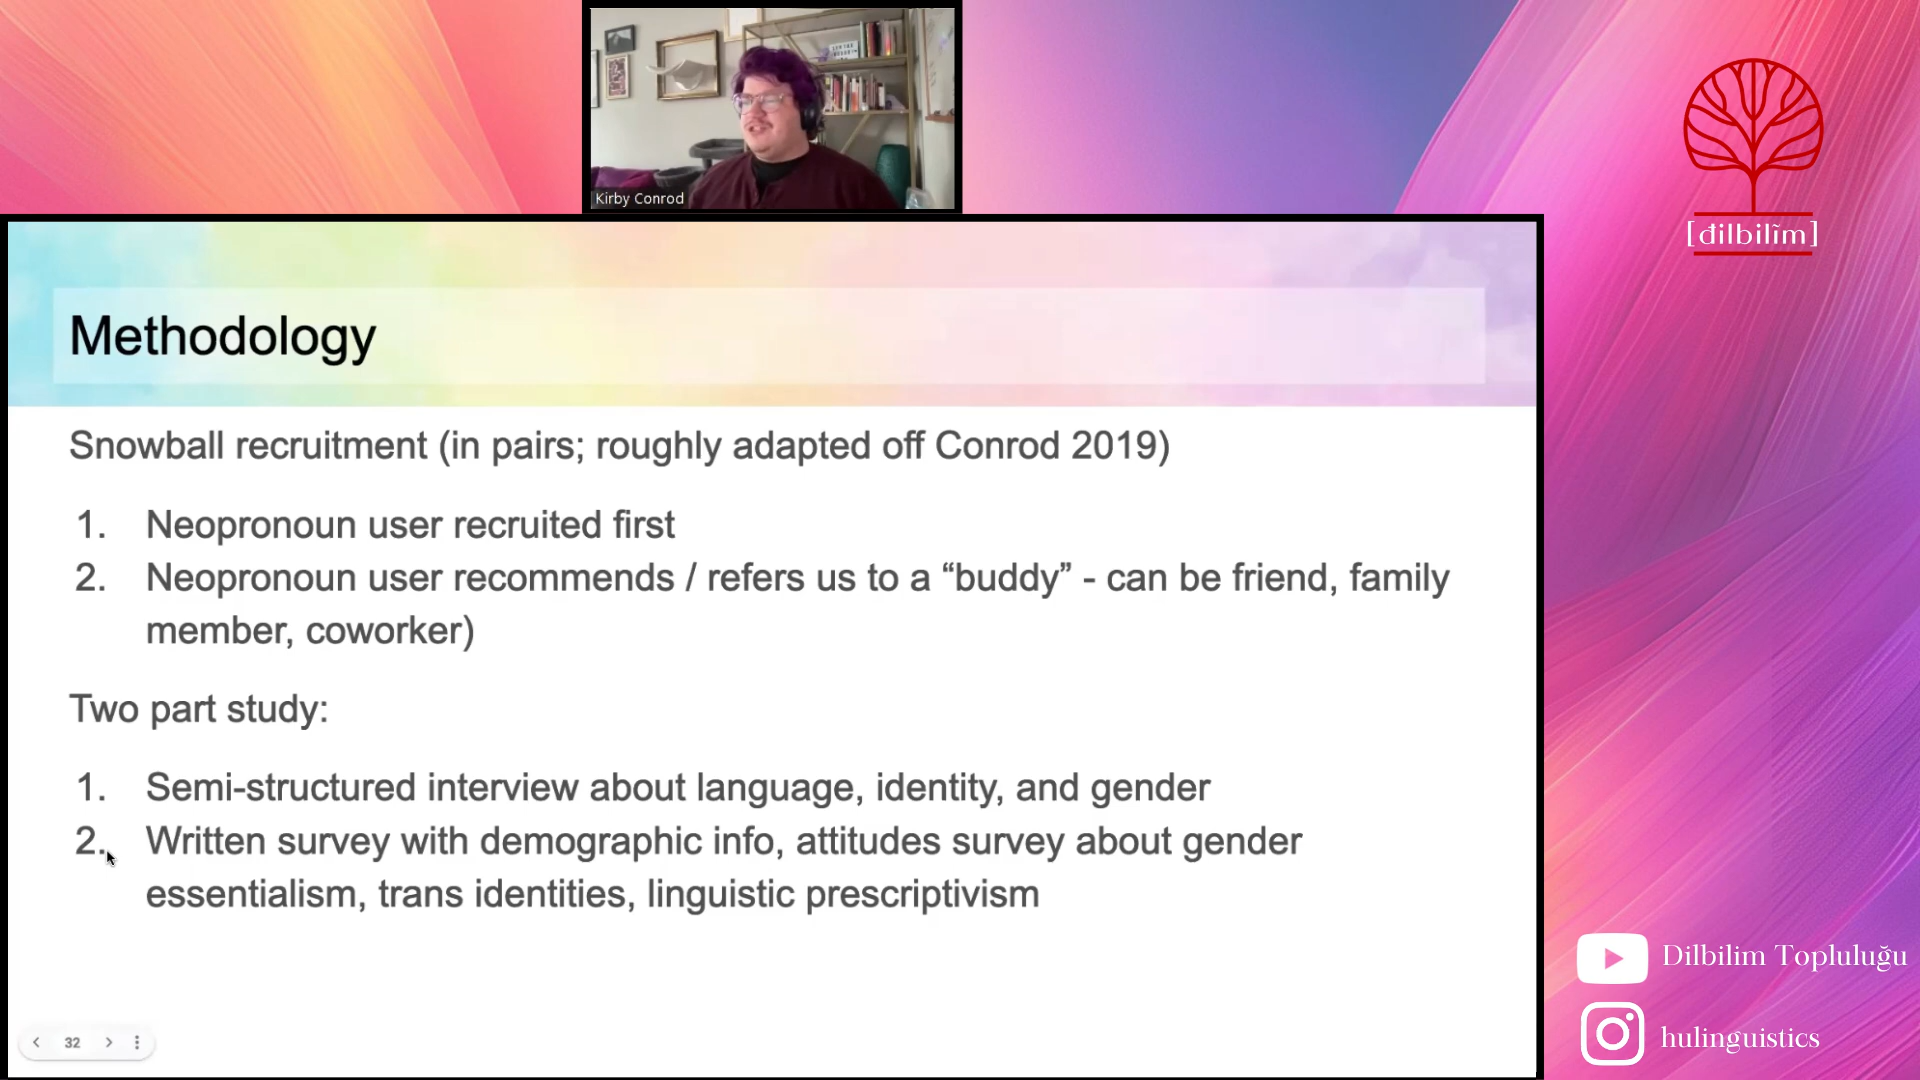 Kirby Conrod
[đilbilĩm]
Methodology
Snowball recruitment (in pairs; roughly adapted off Conrod 2019)
1. Neopronoun user recruited first
2. Neopronoun user recommends / refers us to a “buddy” - can be friend, family
member, coworker)
Two part study:
1. Semi-structured interview about language, identity, and gender
2. Written survey with demographic info, attitudes survey about gender
essentialism, trans identities, linguistic prescriptivism
32
Dilbilim Topluluğu
hulinguistics